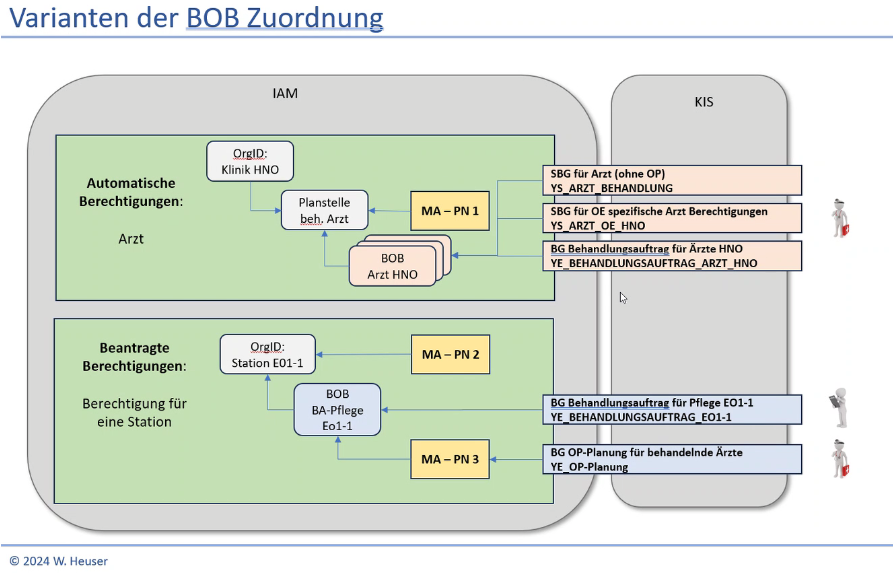 Varianten der BOB Zuordnung
IAM
KIS
Automatische
Berechtigungen:
Arzt
OrgID:
Klinik HNO
Planstelle
beh. Arzt
MA – PN 1
BOB
Arzt HNO
SBG für Arzt (ohne OP)
YS_ARZT_BEHANDLUNG
SBG für OE spezifische Arzt Berechtigungen
YS_ARZT_OE_HNO
BG Behandlungsauftrag für Ärzte HNO
YE_BEHANDLUNGSAUFTRAG_ARZT_HNO
Beantragte
Berechtigungen:
Berechtigung für
eine Station
OrgID:
Station E01-1
MA – PN 2
BOB
BA-Pflege
Eo1-1
MA – PN 3
BG Behandlungsauftrag für Pflege EO1-1
YE_BEHANDLUNGSAUFTRAG_EO1-1
BG OP-Planung für behandelnde Ärzte
YE_OP-Planung
© 2024 W. Heuser